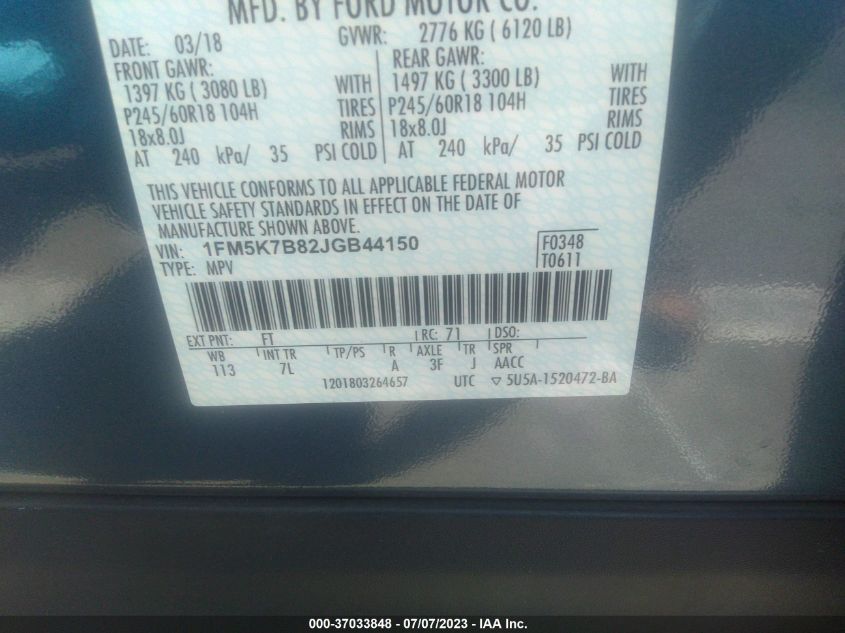 MFD. BY FORD MOTOR CO.
DATE: 03/18 GVWR: 2776 KG ( 6120 LB)
FRONT GAWR: REAR GAWR:
1397 KG ( 3080 LB) WITH 1497 KG ( 3300 LB) WITH
P245/60R18 104H TIRES P245/60R18 104H TIRES
18x8.0J RIMS 18x8.0J RIMS
AT 240 kPa/ 35 PSI COLD AT 240 kPa/ 35 PSI COLD
THIS VEHICLE CONFORMS TO ALL APPLICABLE FEDERAL MOTOR
VEHICLE SAFETY STANDARDS IN EFFECT ON THE DATE OF
MANUFACTURE SHOWN ABOVE.
VIN: 1FM5K7B82JGB44150 F0348
TYPE: MPV T0611
EXT PNT: FT RC: 71 DSO:
WB INT TR TP/PS R AXLE TR SPR
113 7L A 3F J AACC
1201803264657 UTC ▽ 5U5A-1520472-BA
000-37033848 - 07/07/2023 - IAA Inc.